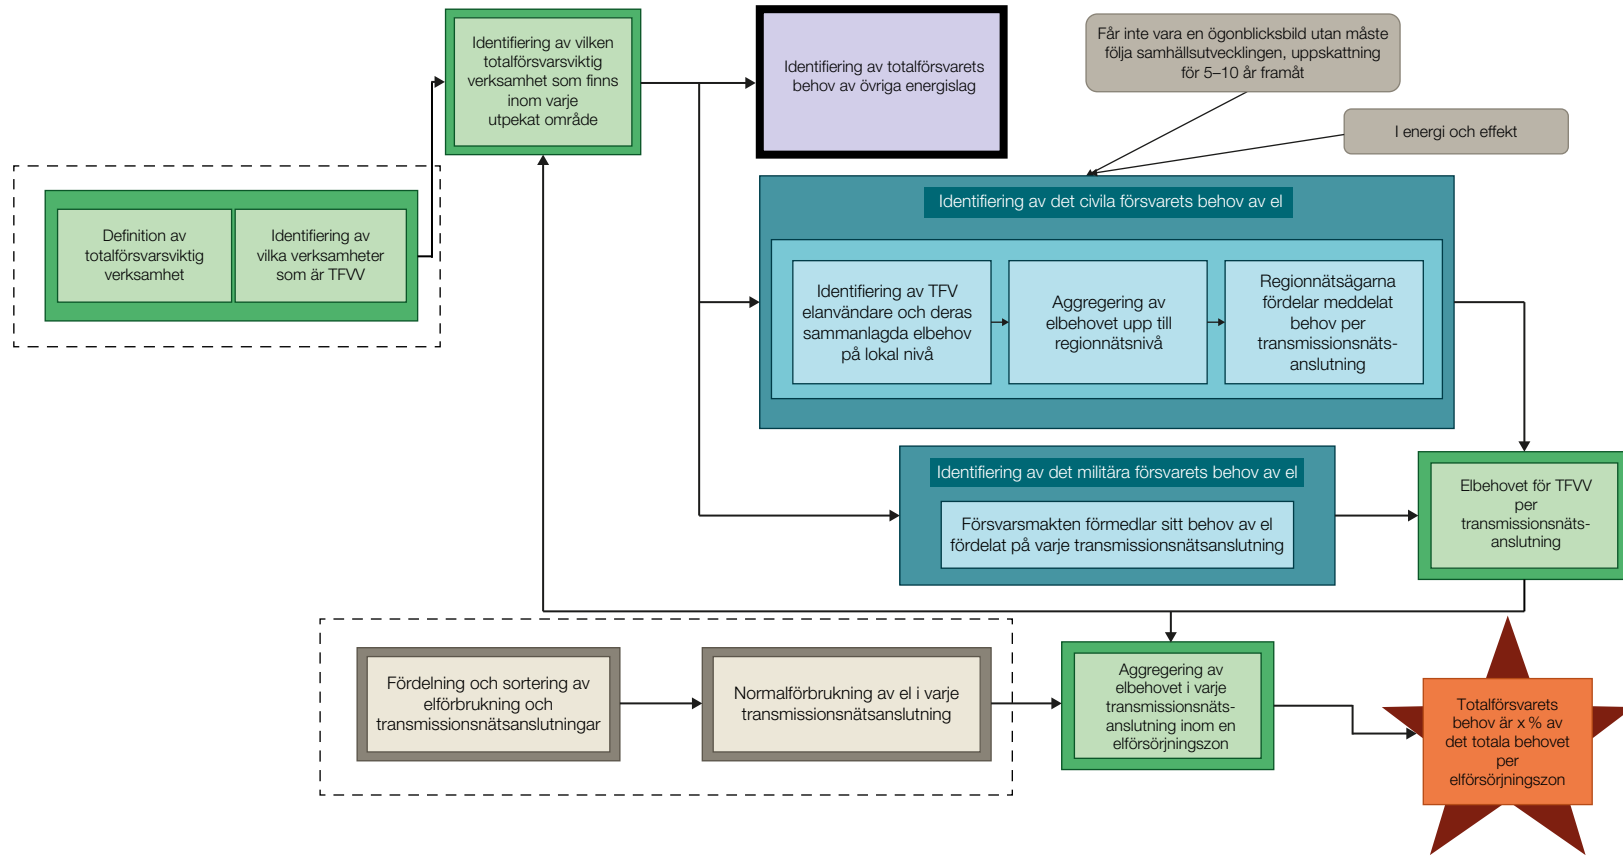 Identifiering av vilken
totalförsvarsviktig
verksamhet som finns
inom varje
utpekat område
Identifiering av totalförsvarets
behov av övriga energislag
Får inte vara en ögonblicksbild utan måste
följa samhällsutvecklingen, uppskattning
för 5–10 år framåt
I energi och effekt
Definition av
totalförsvarsviktig
verksamhet
Identifiering av
vilka verksamheter
som är TFVV
Identifiering av det civila försvarets behov av el
Identifiering av TFV
elanvändare och deras
sammanlagda elbehov
på lokal nivå
Aggregering av
elbehovet upp till
regionnätsnivå
Regionnätsägarna
fördelar meddelat
behov per
transmissionsnäts-
anslutning
Identifiering av det militära försvarets behov av el
Försvarsmakten förmedlar sitt behov av el
fördelat på varje transmissionsnätsanslutning
Elbehovet för TFVV
per
transmissionsnäts-
anslutning
Fördelning och sortering av
elförbrukning och
transmissionsnätsanslutningar
Normalförbrukning av el i varje
transmissionsnätsanslutning
Aggregering av
elbehovet i varje
transmissionsnäts-
anslutning inom en
elförsörjningszon
Totalförsvarets
behov är x % av
det totala behovet
per
elförsörjningszon